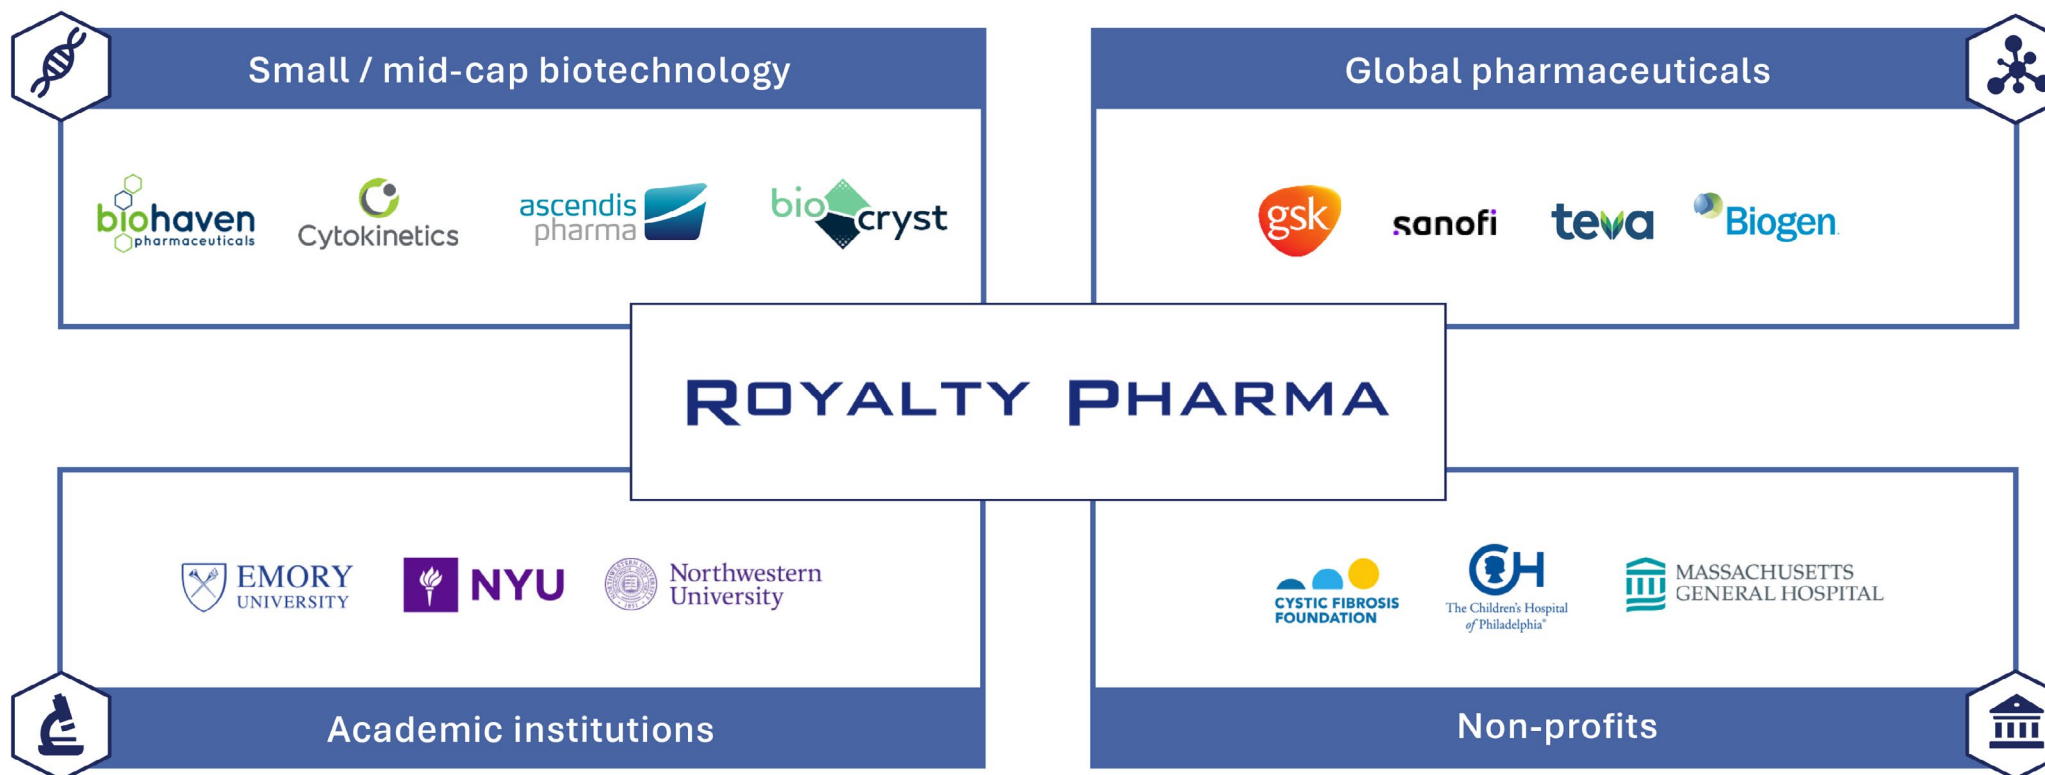 Small / mid-cap biotechnology
Global pharmaceuticals
biohaven
pharmaceuticals
Cytokinetics
ascendis
pharma
bio
cryst
gsk
sanofi
teva
Biogen.
ROYALTY PHARMA
EMORY
UNIVERSITY
NYU
Northwestern
University
CYSTIC FIBROSIS
FOUNDATION
CH
The Children's Hospital
of Philadelphia®
MASSACHUSETTS
GENERAL HOSPITAL
Academic institutions
Non-profits